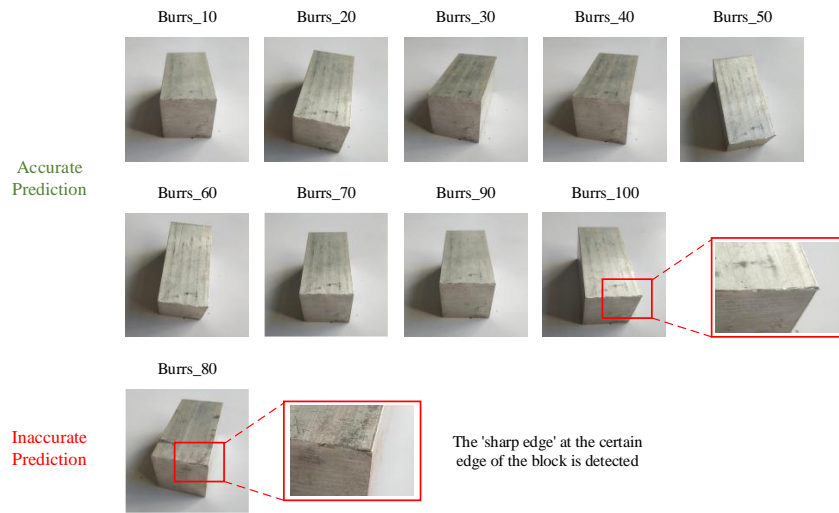 Burrs_10 Burrs_20 Burrs_30 Burrs_40 Burrs_50
Accurate
Prediction
Burrs_60 Burrs_70 Burrs_90 Burrs_100
Burrs_80
Inaccurate
Prediction
The 'sharp edge' at the certain
edge of the block is detected